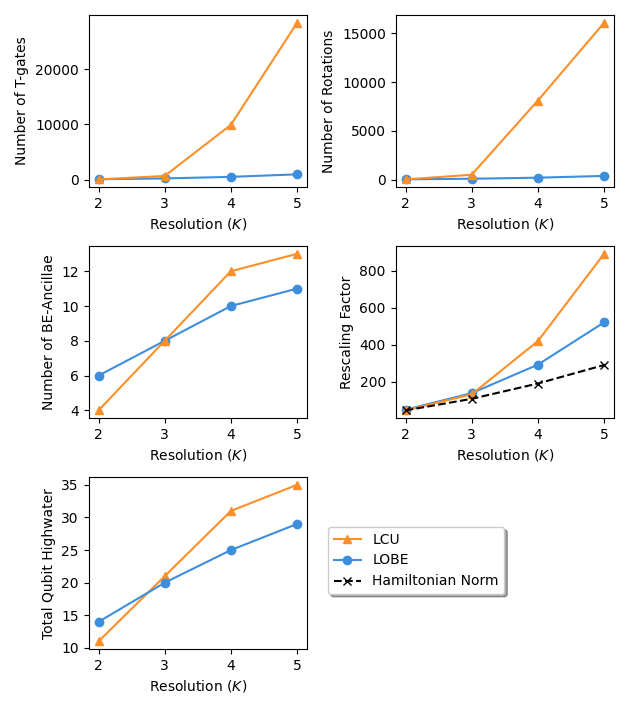 Number of T-gates
20000
10000
0
2 3 4 5
Resolution (K)
Number of Rotations
15000
10000
5000
0
2 3 4 5
Resolution (K)
Number of BE-Ancillae
12
10
8
6
4
2 3 4 5
Resolution (K)
Rescaling Factor
800
600
400
200
2 3 4 5
Resolution (K)
Total Qubit Highwater
35
30
25
20
15
10
2 3 4 5
Resolution (K)
LCU
LOBE
Hamiltonian Norm